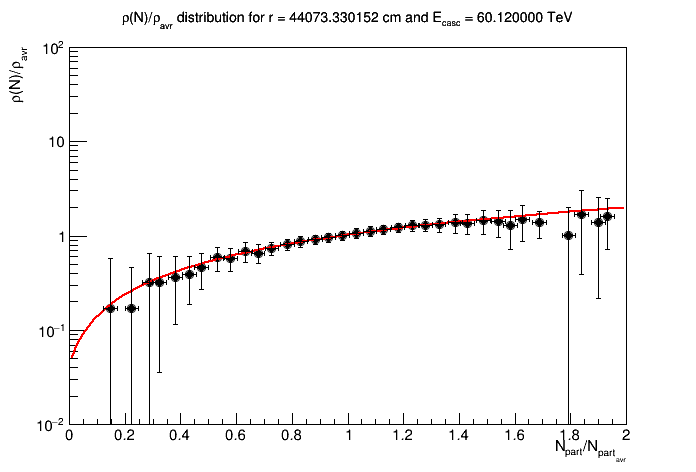 ρ(N)/ρavr distribution for r = 44073.330152 cm and Ecasc = 60.120000 TeV
ρ(N)/ρavr
10²
10
1
10⁻¹
10⁻²
0 0.2 0.4 0.6 0.8 1 1.2 1.4 1.6 1.8 2
Npart/Npartavr